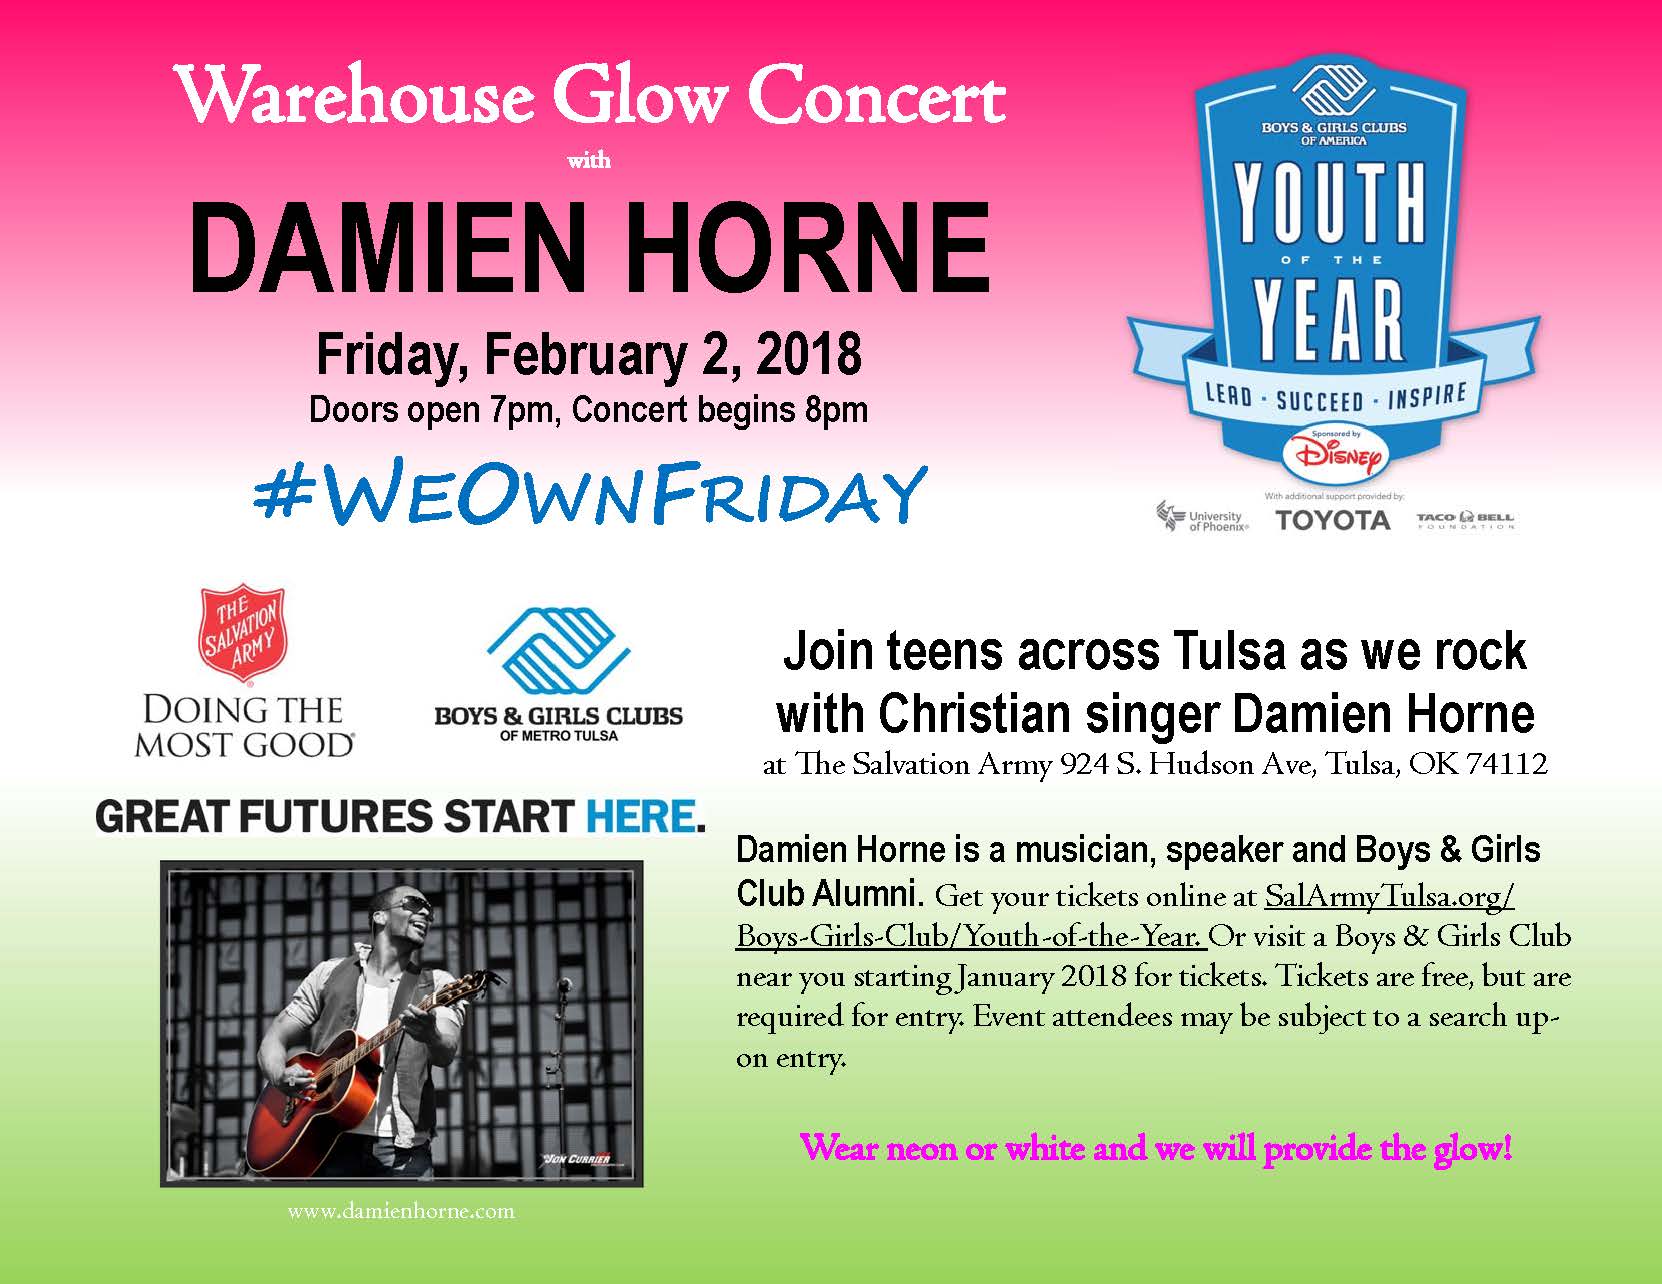 Warehouse Glow Concert
with
DAMIEN HORNE
Friday, February 2, 2018
Doors open 7pm, Concert begins 8pm
#WEOWNFRIDAY
BOYS & GIRLS CLUBS
OF AMERICA
YOUTH
OF THE
YEAR
LEAD · SUCCEED · INSPIRE
Sponsored by
Disney
With additional support provided by:
University
of Phoenix®
TOYOTA
TACO BELL
FOUNDATION
THE
SALVATION
ARMY
DOING THE
MOST GOOD®
BOYS & GIRLS CLUBS
OF METRO TULSA
GREAT FUTURES START HERE.
Join teens across Tulsa as we rock
with Christian singer Damien Horne
at The Salvation Army 924 S. Hudson Ave, Tulsa, OK 74112
Damien Horne is a musician, speaker and Boys & Girls
Club Alumni. Get your tickets online at SalArmyTulsa.org/
Boys-Girls-Club/Youth-of-the-Year. Or visit a Boys & Girls Club
near you starting January 2018 for tickets. Tickets are free, but are
required for entry. Event attendees may be subject to a search up-
on entry.
Wear neon or white and we will provide the glow!
JON CURRIER
www.damienhorne.com